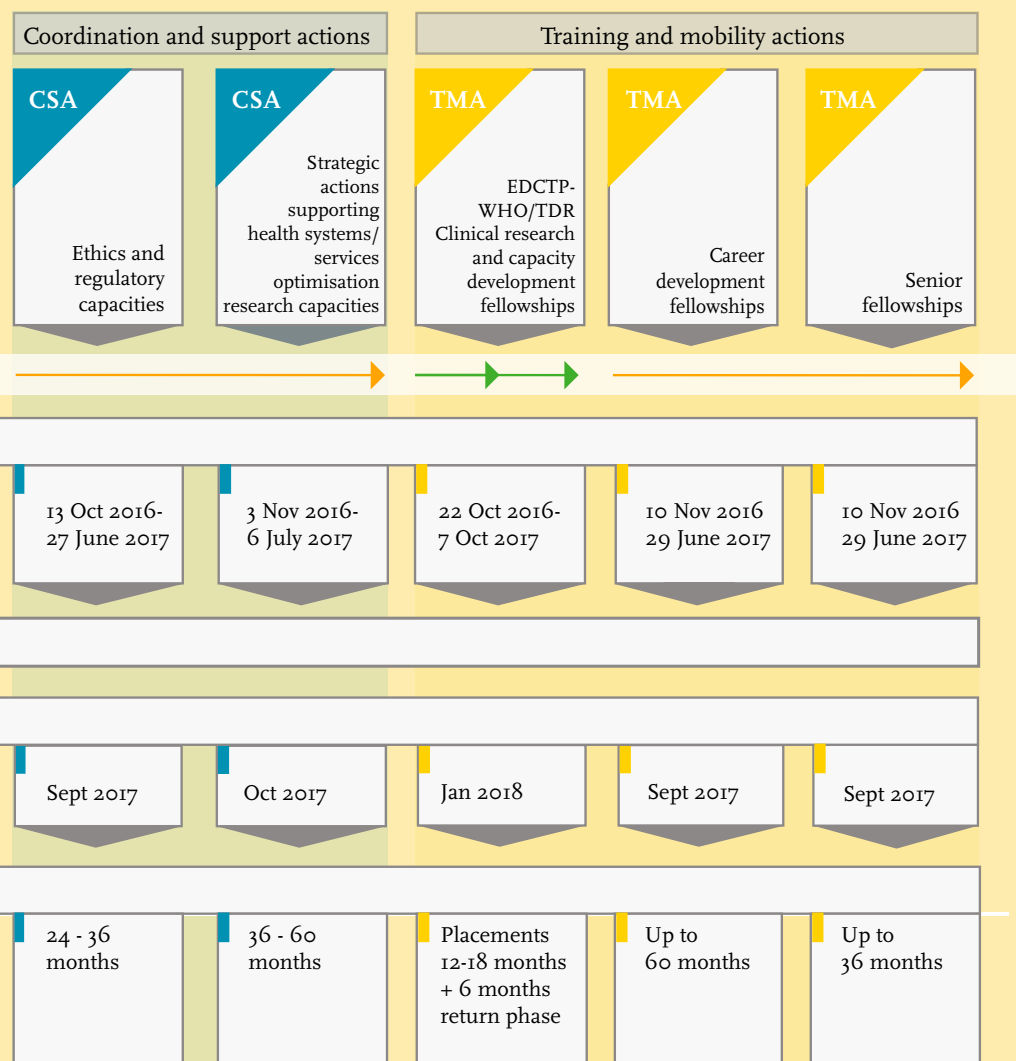 Coordination and support actions
Training and mobility actions
CSA
Ethics and
regulatory
capacities
CSA
Strategic
actions
supporting
health systems/
services
optimisation
research capacities
TMA
EDCTP-
WHO/TDR
Clinical research
and capacity
development
fellowships
TMA
Career
development
fellowships
TMA
Senior
fellowships
13 Oct 2016-
27 June 2017
3 Nov 2016-
6 July 2017
22 Oct 2016-
7 Oct 2017
10 Nov 2016
29 June 2017
10 Nov 2016
29 June 2017
Sept 2017
Oct 2017
Jan 2018
Sept 2017
Sept 2017
24 - 36
months
36 - 60
months
Placements
12-18 months
+ 6 months
return phase
Up to
60 months
Up to
36 months